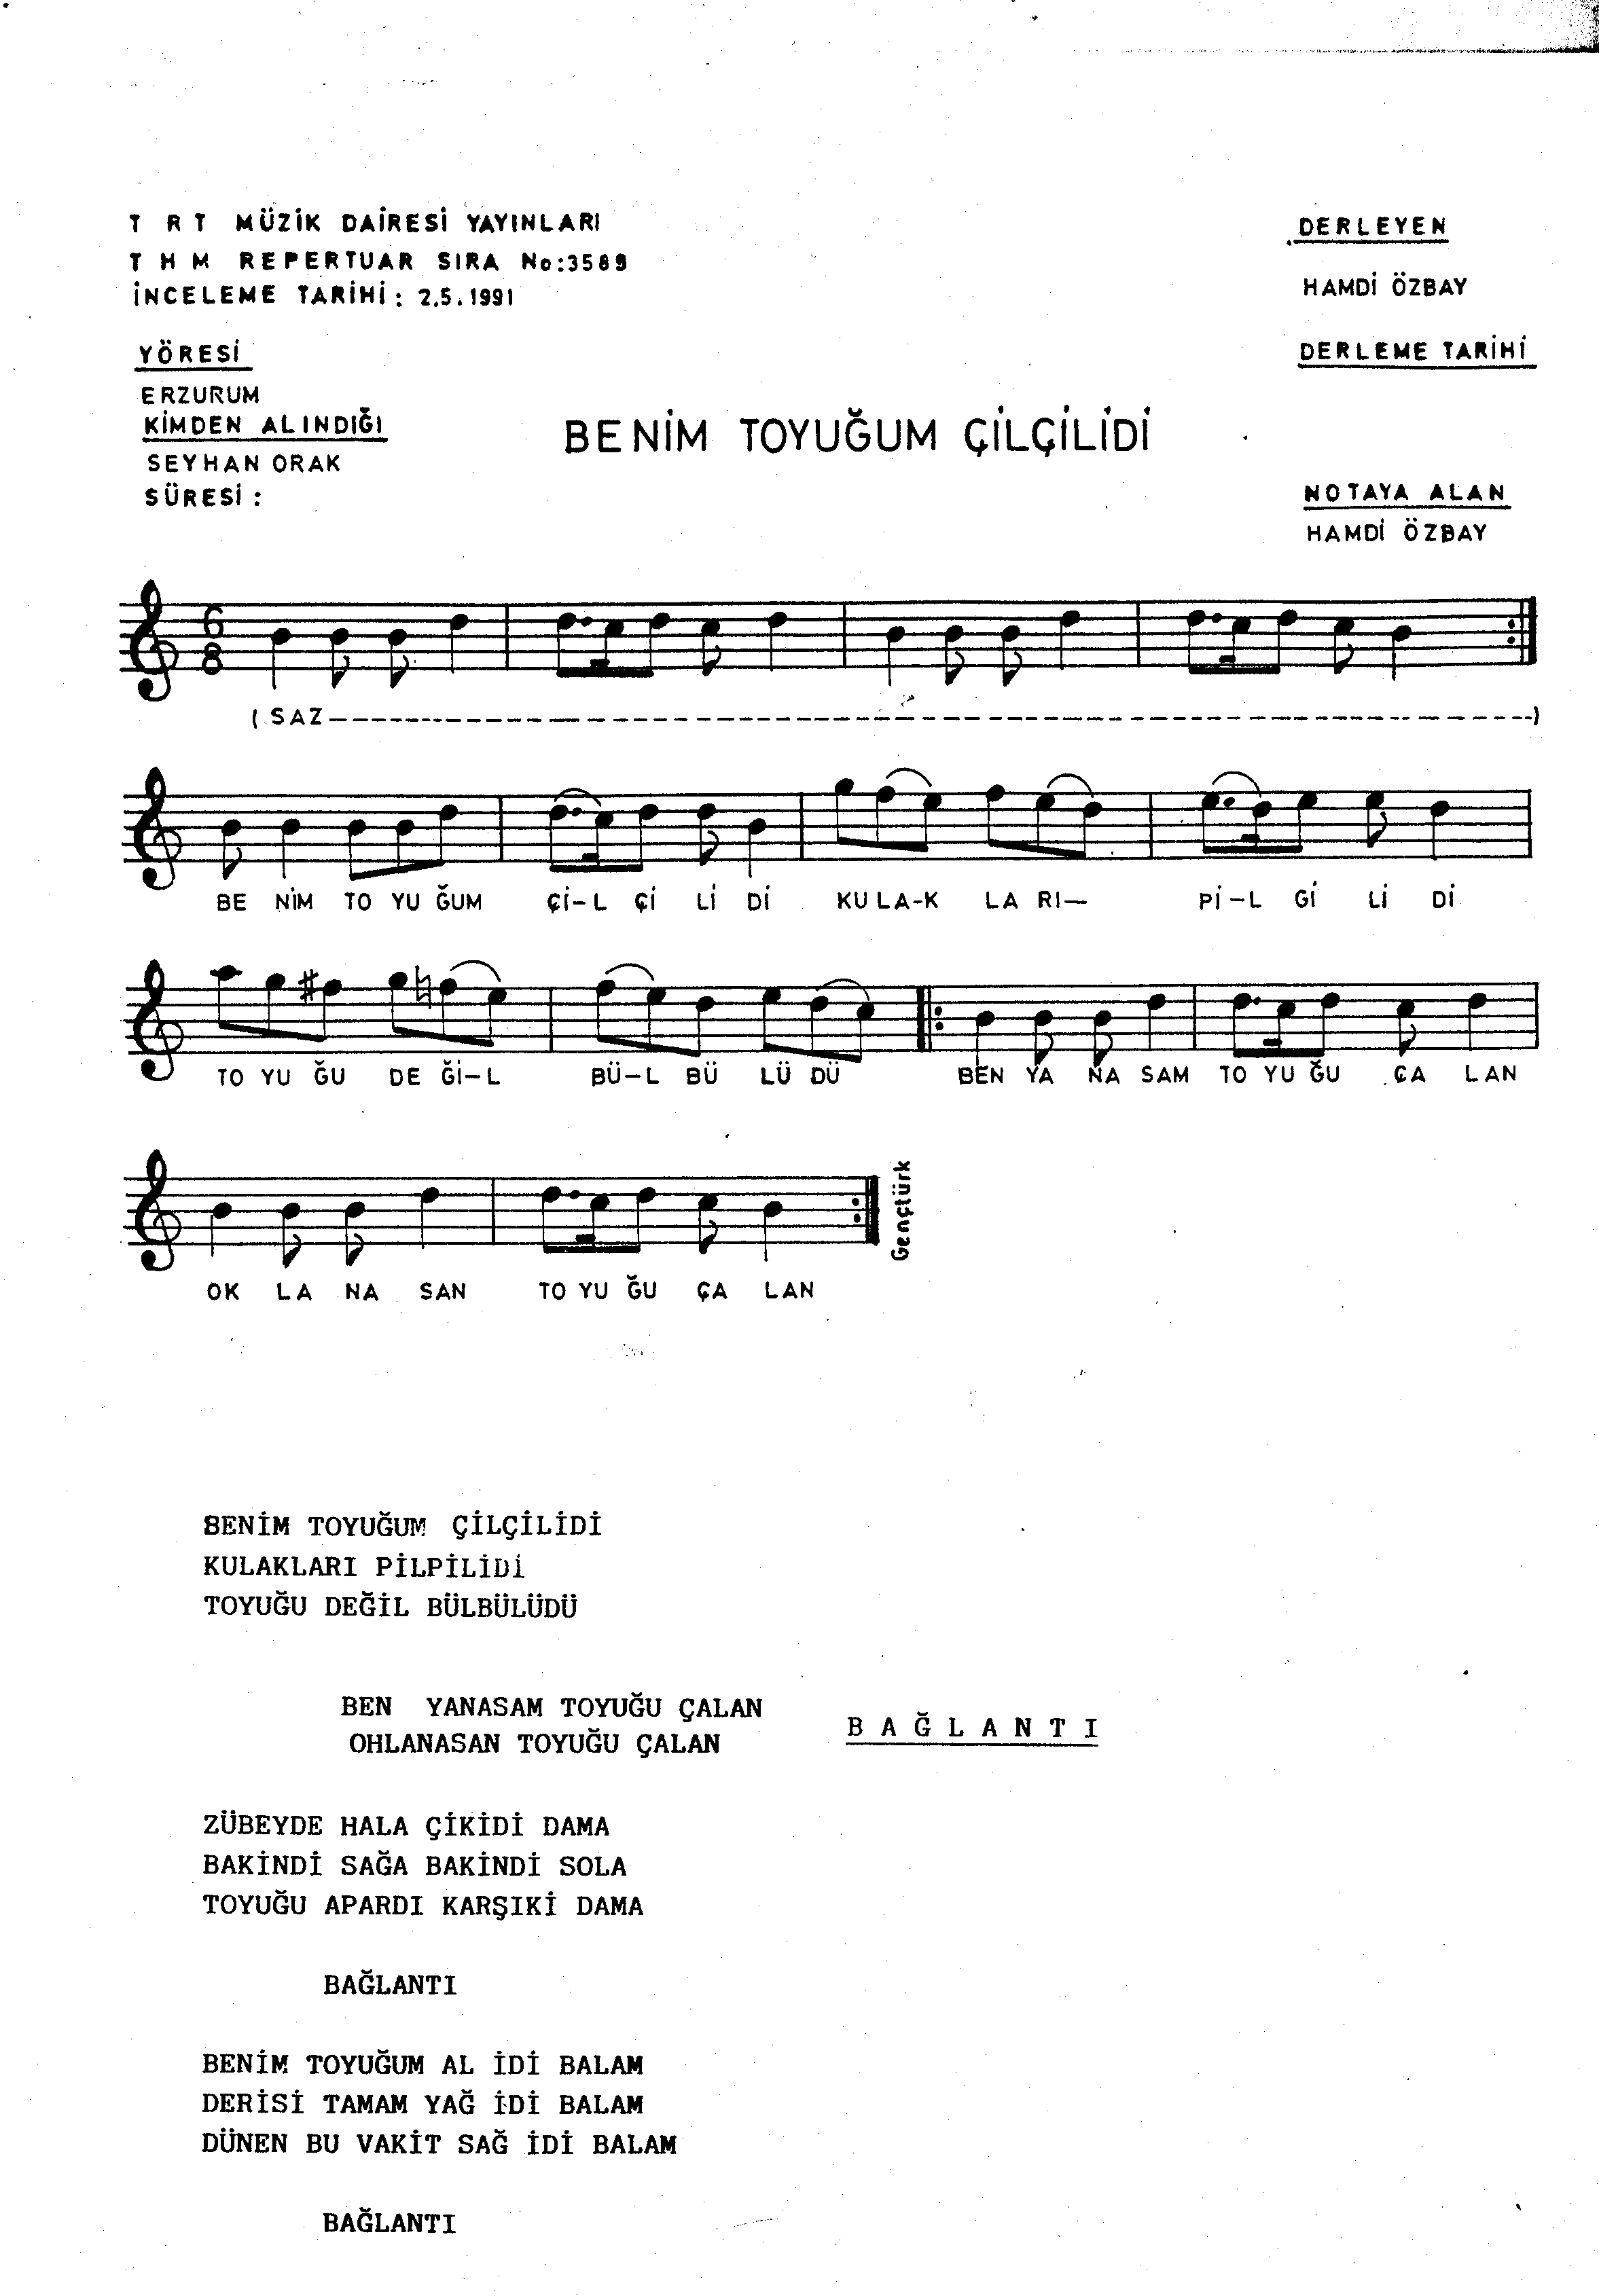 T R T MÜZİK DAİRESİ YAYINLARI
T H M REPERTUAR SIRA No:3589
İNCELEME TARİHİ: 2.5.1991
DERLEYEN
HAMDİ ÖZBAY
YÖRESİ
ERZURUM
DERLEME TARİHİ
KİMDEN ALINDIĞI
SEYHAN ORAK
SÜRESİ:
BENİM TOYUĞUM ÇİLÇİLİDİ
NOTAYA ALAN
HAMDİ ÖZBAY
6
8
( SAZ--------------------)
BE NİM TO YU ĞUM Çİ-L Çİ Lİ Dİ KU LA-K LA RI- Pİ-L Gİ Lİ Dİ
TO YU ĞU DE Ğİ-L BÜ-L BÜ LÜ DÜ BEN YA NA SAM TO YU ĞU ÇA LAN
OK LA NA SAN TO YU ĞU ÇA LAN
Gençtürk
BENİM TOYUĞUM ÇİLÇİLİDİ
KULAKLARI PİLPİLİDİ
TOYUĞU DEĞİL BÜLBÜLÜDÜ
BEN YANASAM TOYUĞU ÇALAN
OHLANASAN TOYUĞU ÇALAN
B A Ğ L A N T I
ZÜBEYDE HALA ÇİKİDİ DAMA
BAKİNDİ SAĞA BAKİNDİ SOLA
TOYUĞU APARDI KARŞIKİ DAMA
BAĞLANTI
BENİM TOYUĞUM AL İDİ BALAM
DERİSİ TAMAM YAĞ İDİ BALAM
DÜNEN BU VAKİT SAĞ İDİ BALAM
BAĞLANTI